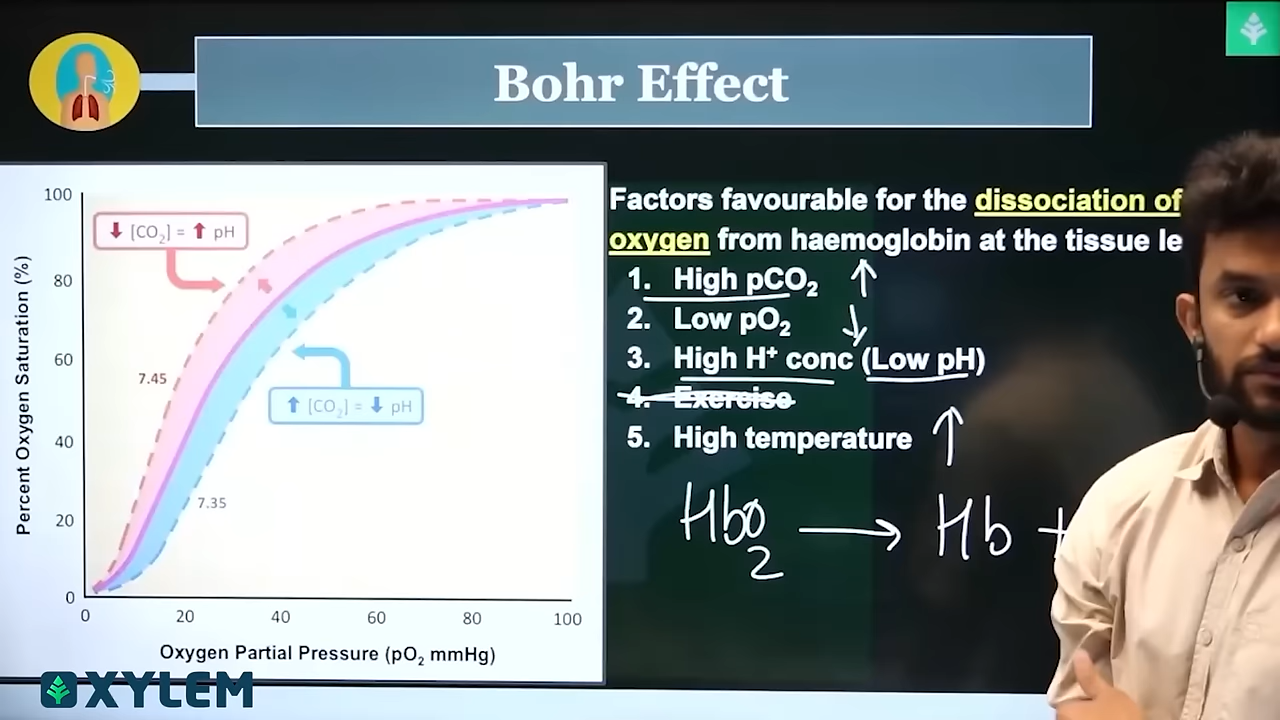 Bohr Effect
100
80
60
40
20
0
Percent Oxygen Saturation (%)
↓ [CO₂] = ↑ pH
7.45
↑ [CO₂] = ↓ pH
7.35
0 20 40 60 80 100
Oxygen Partial Pressure (pO₂ mmHg)
Factors favourable for the dissociation of
oxygen from haemoglobin at the tissue le
1. High pCO₂ ↑
2. Low pO₂ ↓
3. High H⁺ conc (Low pH)
4. Exercise
5. High temperature ↑
HbO₂ → Hb +
XYLEM